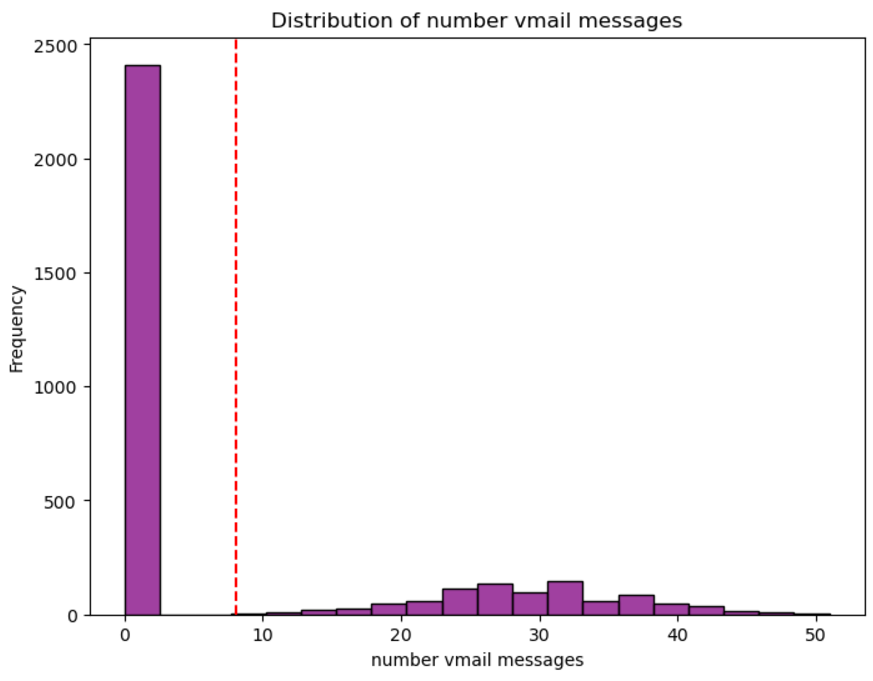 Distribution of number vmail messages
2500
2000
1500
1000
500
0
Frequency
0 10 20 30 40 50
number vmail messages